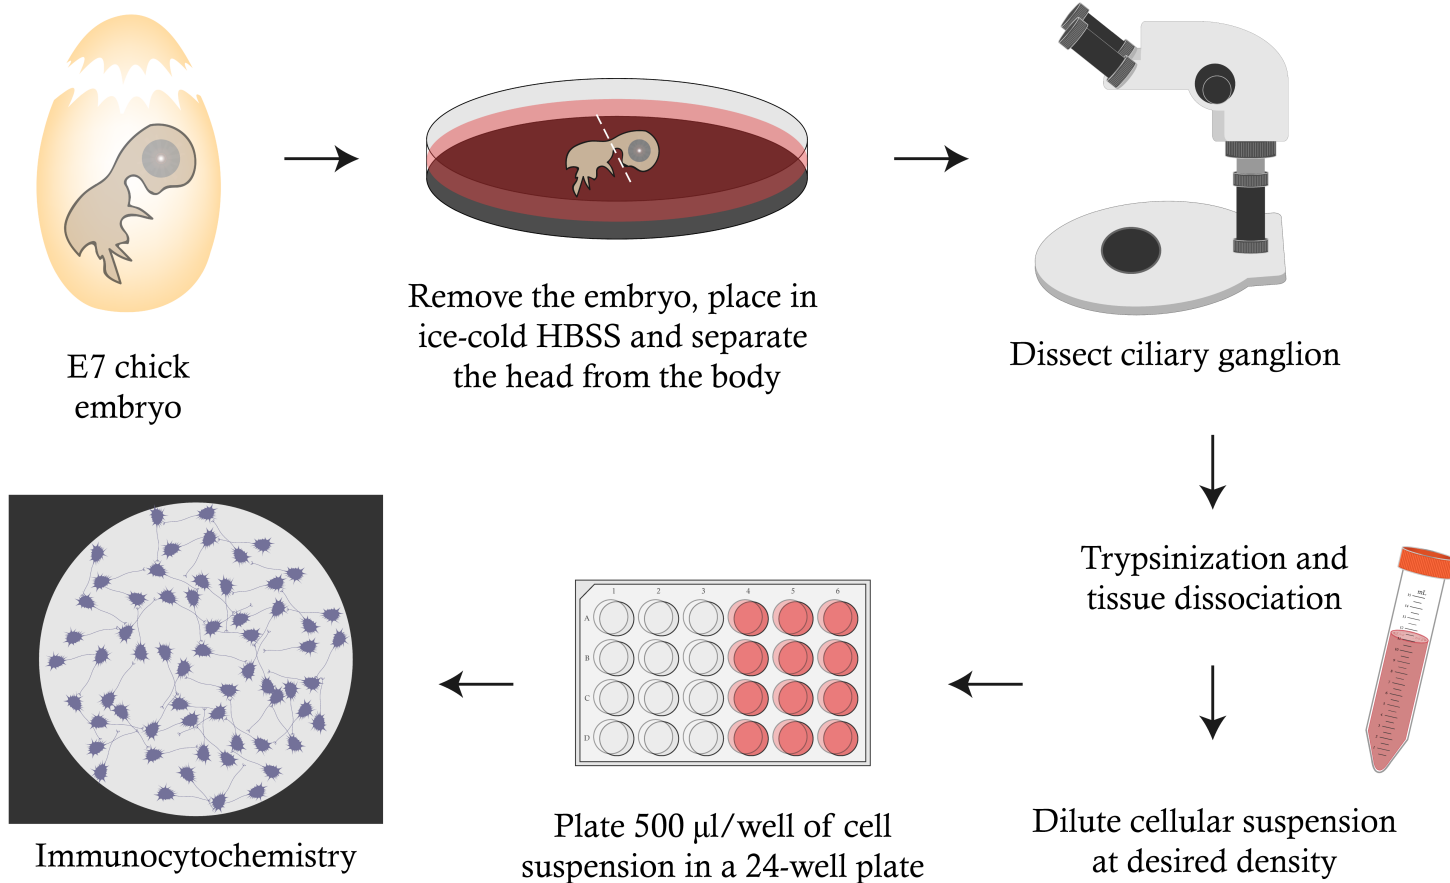 E7 chick
embryo
Remove the embryo, place in
ice-cold HBSS and separate
the head from the body
Dissect ciliary ganglion
Trypsinization and
tissue dissociation
mL
Dilute cellular suspension
at desired density
1 2 3 4 5 6
A
B
C
D
Plate 500 µl/well of cell
suspension in a 24-well plate
Immunocytochemistry